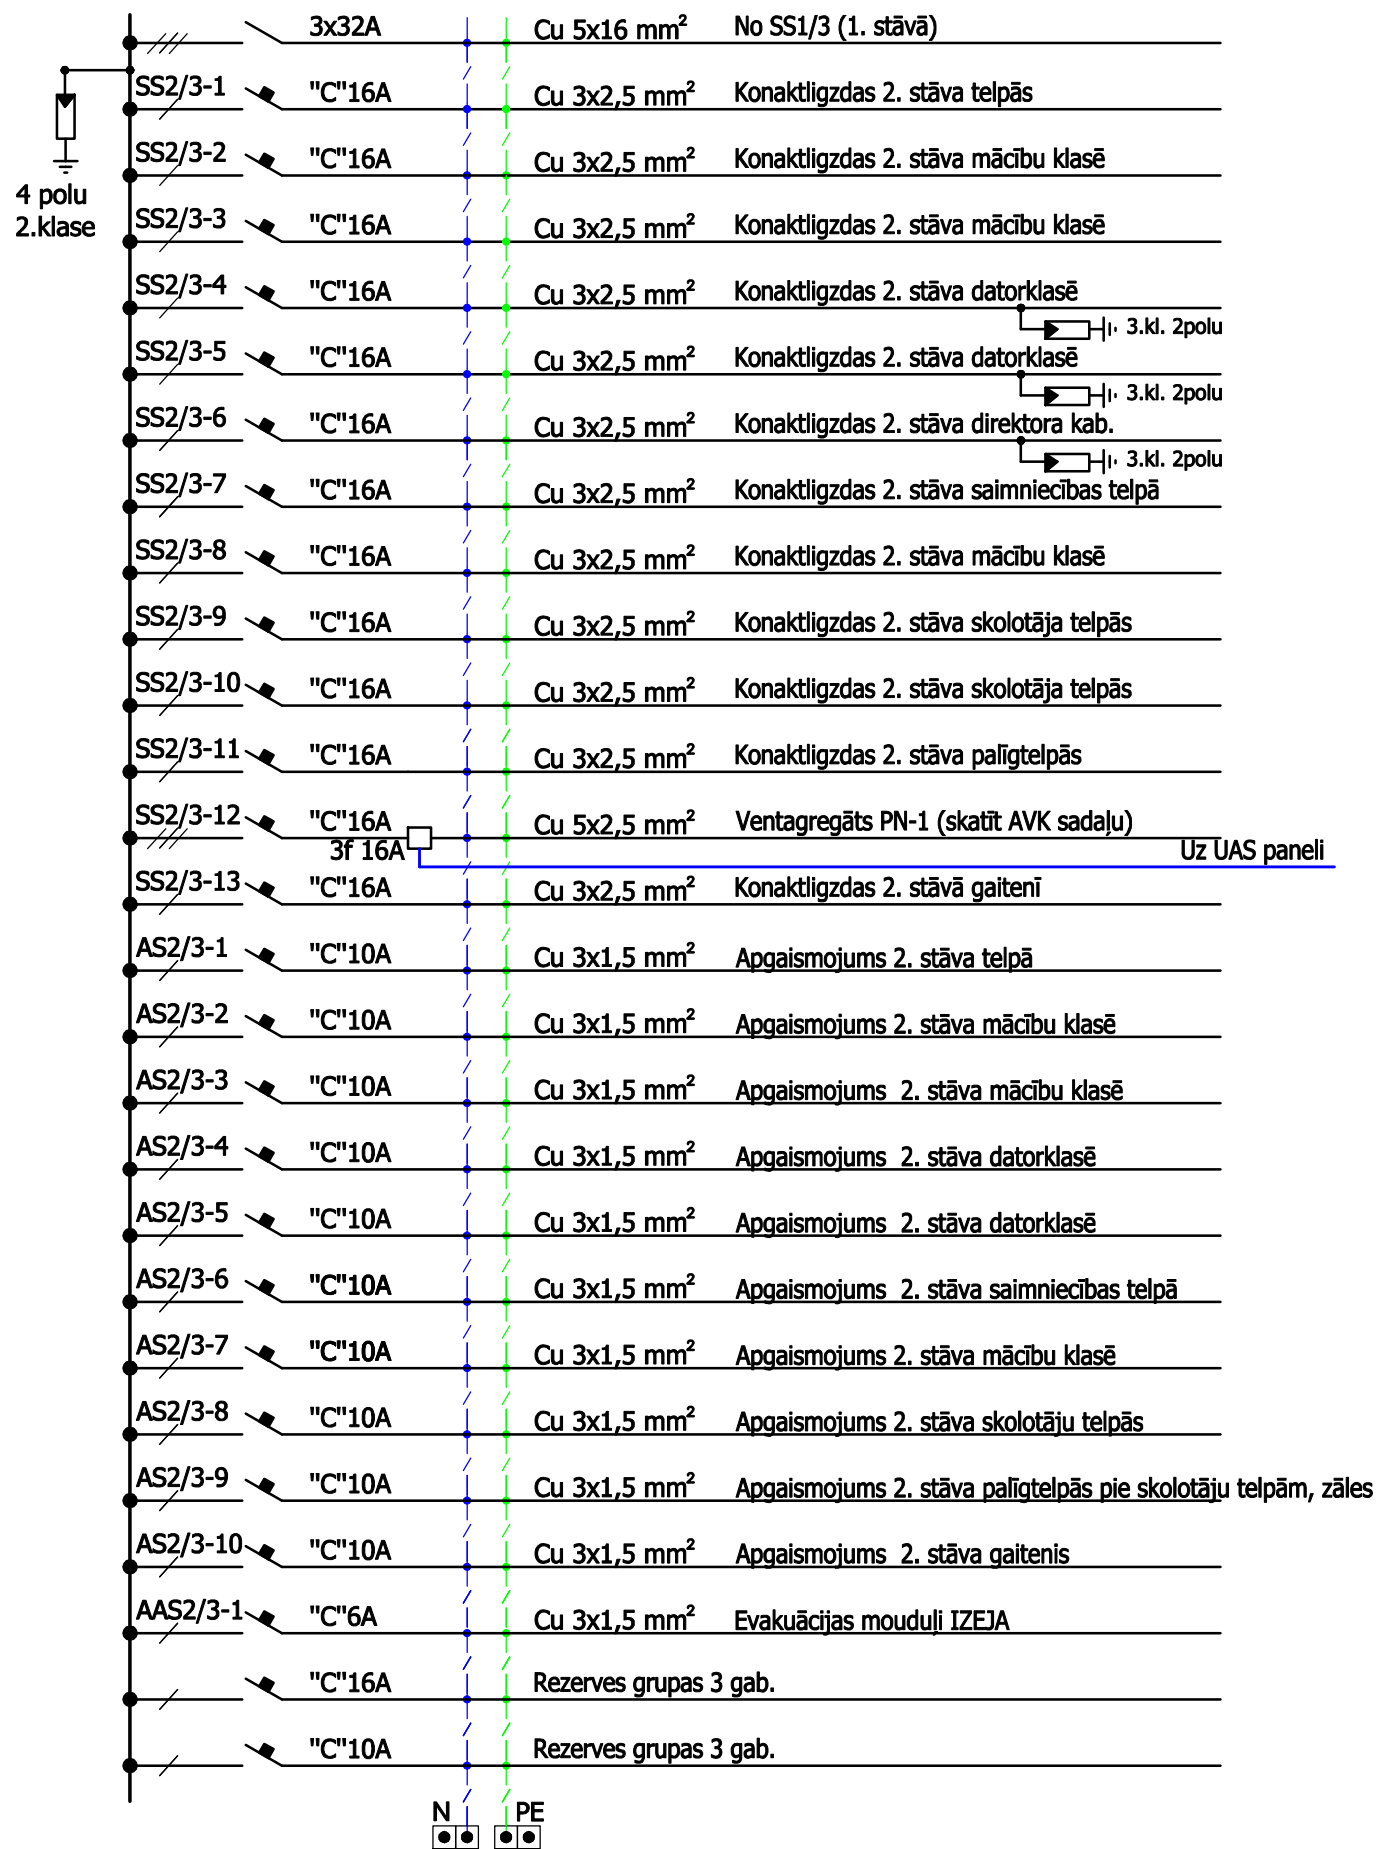 3x32A Cu 5x16 mm² No SS1/3 (1. stāvā)
4 polu
2.klase
SS2/3-1 "C"16A Cu 3x2,5 mm² Konaktligzdas 2. stāva telpās
SS2/3-2 "C"16A Cu 3x2,5 mm² Konaktligzdas 2. stāva mācību klasē
SS2/3-3 "C"16A Cu 3x2,5 mm² Konaktligzdas 2. stāva mācību klasē
SS2/3-4 "C"16A Cu 3x2,5 mm² Konaktligzdas 2. stāva datorklasē
3.kl. 2polu
SS2/3-5 "C"16A Cu 3x2,5 mm² Konaktligzdas 2. stāva datorklasē
3.kl. 2polu
SS2/3-6 "C"16A Cu 3x2,5 mm² Konaktligzdas 2. stāva direktora kab.
3.kl. 2polu
SS2/3-7 "C"16A Cu 3x2,5 mm² Konaktligzdas 2. stāva saimniecības telpā
SS2/3-8 "C"16A Cu 3x2,5 mm² Konaktligzdas 2. stāva mācību klasē
SS2/3-9 "C"16A Cu 3x2,5 mm² Konaktligzdas 2. stāva skolotāja telpās
SS2/3-10 "C"16A Cu 3x2,5 mm² Konaktligzdas 2. stāva skolotāja telpās
SS2/3-11 "C"16A Cu 3x2,5 mm² Konaktligzdas 2. stāva palīgtelpās
SS2/3-12 "C"16A Cu 5x2,5 mm² Ventagregāts PN-1 (skatīt AVK sadaļu)
3f 16A Uz UAS paneli
SS2/3-13 "C"16A Cu 3x2,5 mm² Konaktligzdas 2. stāvā gaitenī
AS2/3-1 "C"10A Cu 3x1,5 mm² Apgaismojums 2. stāva telpā
AS2/3-2 "C"10A Cu 3x1,5 mm² Apgaismojums 2. stāva mācību klasē
AS2/3-3 "C"10A Cu 3x1,5 mm² Apgaismojums 2. stāva mācību klasē
AS2/3-4 "C"10A Cu 3x1,5 mm² Apgaismojums 2. stāva datorklasē
AS2/3-5 "C"10A Cu 3x1,5 mm² Apgaismojums 2. stāva datorklasē
AS2/3-6 "C"10A Cu 3x1,5 mm² Apgaismojums 2. stāva saimniecības telpā
AS2/3-7 "C"10A Cu 3x1,5 mm² Apgaismojums 2. stāva mācību klasē
AS2/3-8 "C"10A Cu 3x1,5 mm² Apgaismojums 2. stāva skolotāju telpās
AS2/3-9 "C"10A Cu 3x1,5 mm² Apgaismojums 2. stāva palīgtelpās pie skolotāju telpām, zāles
AS2/3-10 "C"10A Cu 3x1,5 mm² Apgaismojums 2. stāva gaitenis
AAS2/3-1 "C"6A Cu 3x1,5 mm² Evakuācijas mouduļi IZEJA
"C"16A Rezerves grupas 3 gab.
"C"10A Rezerves grupas 3 gab.
N PE